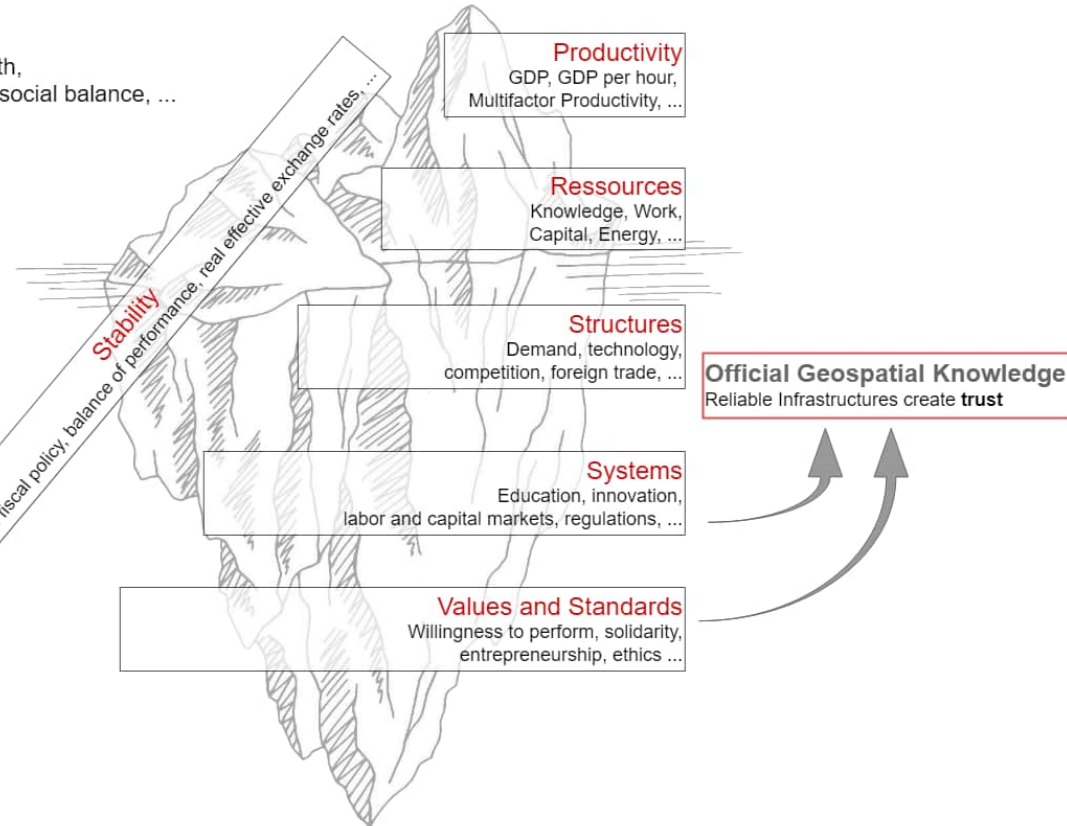 social balance, ...
Productivity
GDP, GDP per hour,
Multifactor Productivity, ...
Ressources
Knowledge, Work,
Capital, Energy, ...
Stability
fiscal policy, balance of performance, real effective exchange rates, ...
Structures
Demand, technology,
competition, foreign trade, ...
Official Geospatial Knowledge
Reliable Infrastructures create trust
Systems
Education, innovation,
labor and capital markets, regulations, ...
Values and Standards
Willingness to perform, solidarity,
entrepreneurship, ethics ...